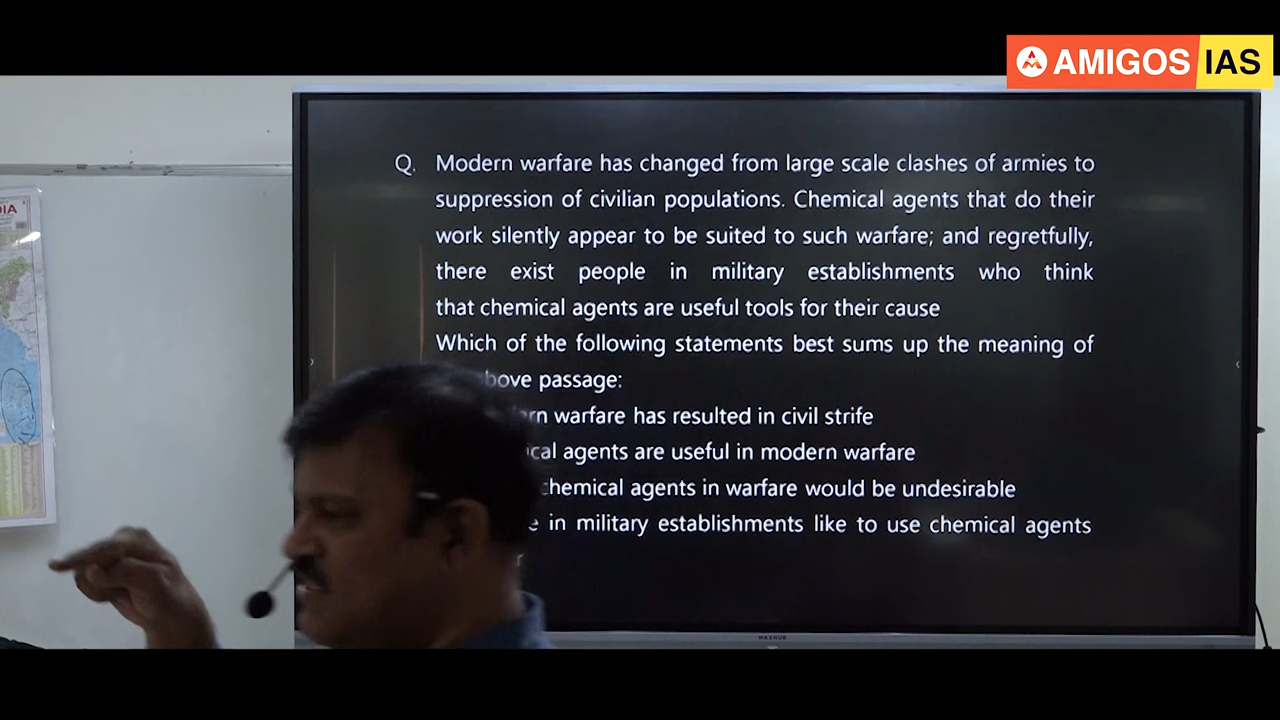 AMIGOS IAS
DIA
Q. Modern warfare has changed from large scale clashes of armies to
suppression of civilian populations. Chemical agents that do their
work silently appear to be suited to such warfare; and regretfully,
there exist people in military establishments who think
that chemical agents are useful tools for their cause
Which of the following statements best sums up the meaning of
bove passage:
rn warfare has resulted in civil strife
ical agents are useful in modern warfare
chemical agents in warfare would be undesirable
e in military establishments like to use chemical agents
MAXHUB